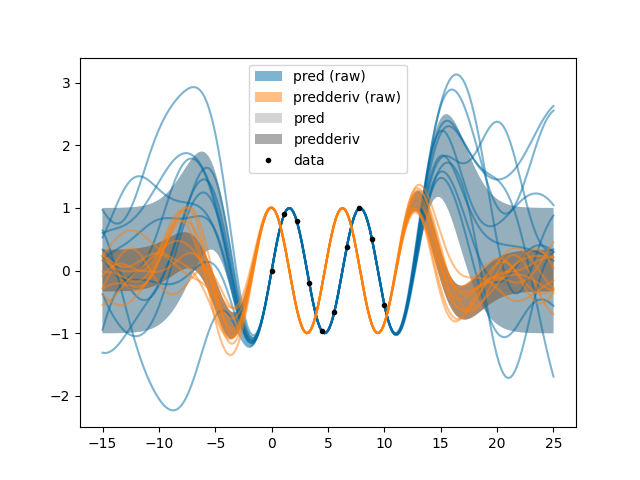 pred (raw)
predderiv (raw)
pred
predderiv
data
3
2
1
0
−1
−2
−15 −10 −5 0 5 10 15 20 25